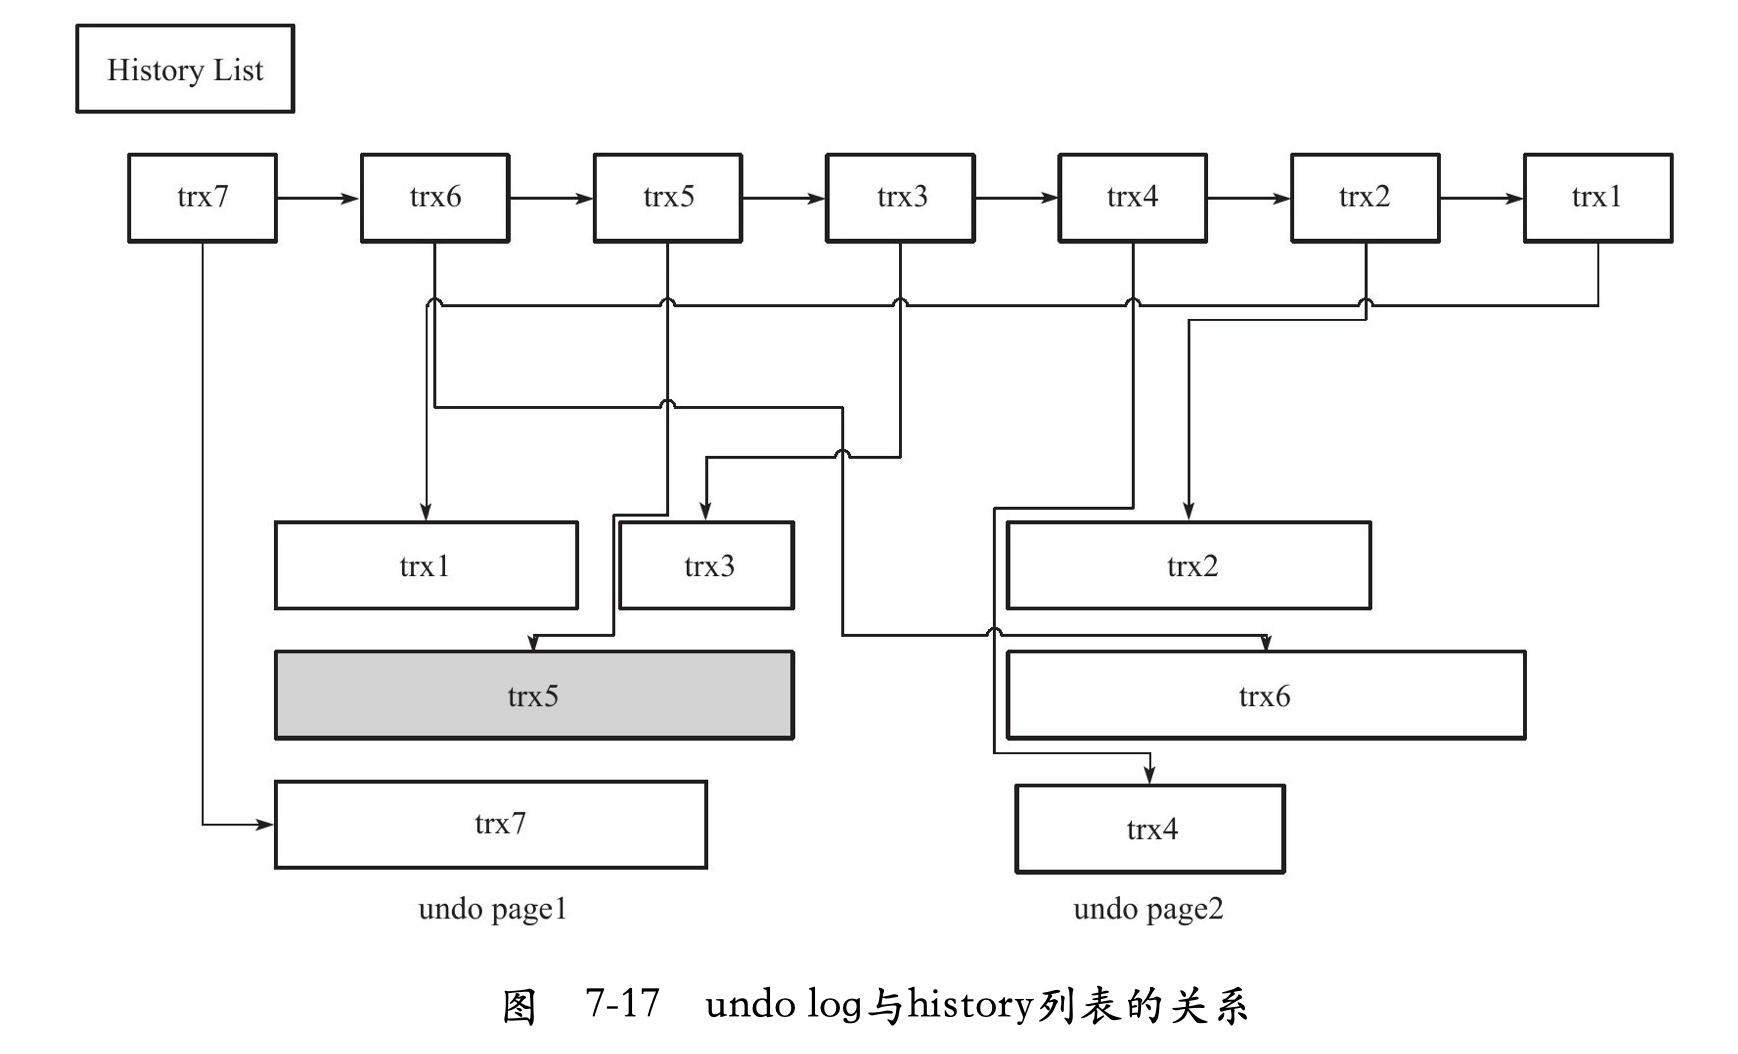 History List
trx7
trx6
trx5
trx3
trx4
trx2
trx1
trx1
trx3
trx2
trx5
trx6
trx7
trx4
undo page1
undo page2
图 7-17 undo log与history列表的关系